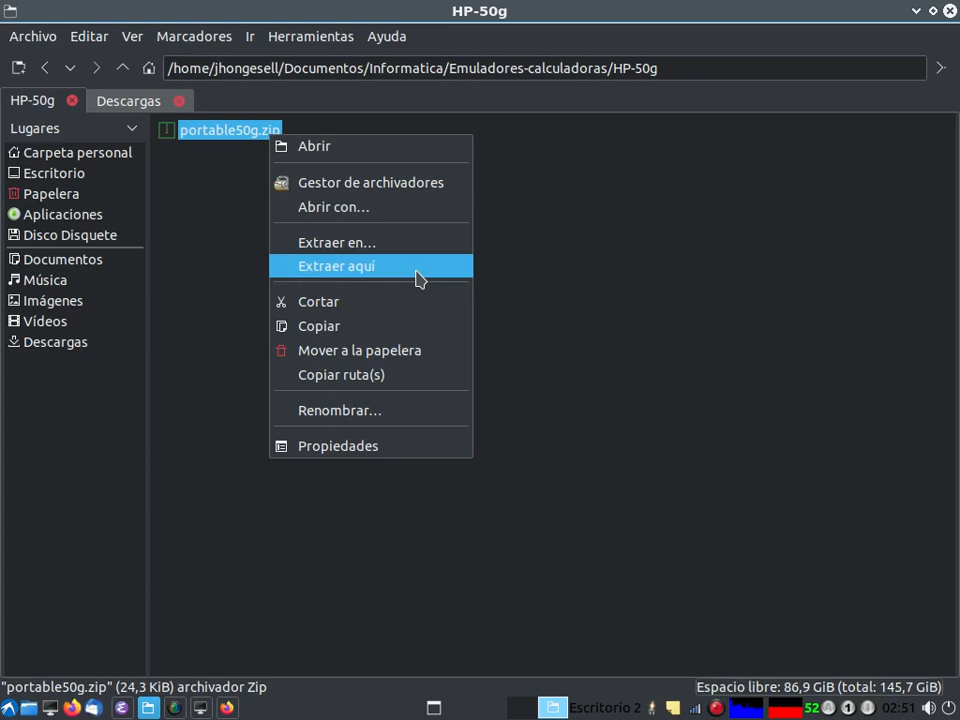 HP-50g
Archivo Editar Ver Marcadores Ir Herramientas Ayuda
/home/jhongesell/Documentos/Informatica/Emuladores-calculadoras/HP-50g
HP-50g Descargas
Lugares
Carpeta personal
Escritorio
Papelera
Aplicaciones
Disco Disquete
Documentos
Música
Imágenes
Vídeos
Descargas
portable50g.zip
Abrir
Gestor de archivadores
Abrir con...
Extraer en...
Extraer aquí
Cortar
Copiar
Mover a la papelera
Copiar ruta(s)
Renombrar...
Propiedades
"portable50g.zip" (24,3 KiB) archivador Zip
Espacio libre: 86,9 GiB (total: 145,7 GiB)
Escritorio 2
52
1
02:51